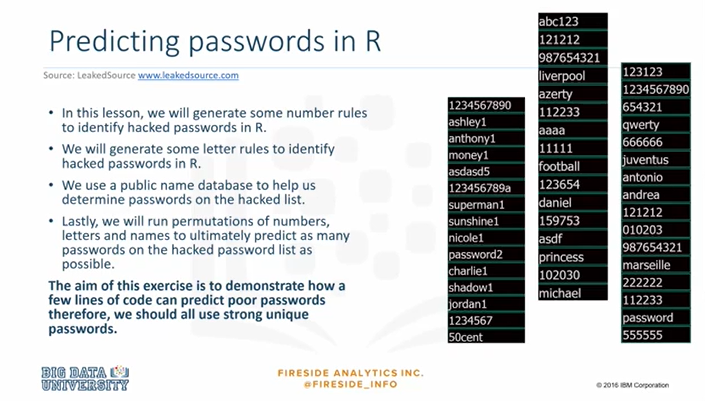 Predicting passwords in R
Source: LeakedSource www.leakedsource.com
• In this lesson, we will generate some number rules
to identify hacked passwords in R.
• We will generate some letter rules to identify
hacked passwords in R.
• We use a public name database to help us
determine passwords on the hacked list.
• Lastly, we will run permutations of numbers,
letters and names to ultimately predict as many
passwords on the hacked password list as
possible.
The aim of this exercise is to demonstrate how a
few lines of code can predict poor passwords
therefore, we should all use strong unique
passwords.
1234567890
ashley1
anthony1
money1
asdasd5
123456789a
superman1
sunshine1
nicole1
password2
charlie1
shadow1
jordan1
1234567
50cent
abc123
121212
987654321
liverpool
azerty
112233
aaaa
11111
football
123654
daniel
159753
asdf
princess
102030
michael
123123
1234567890
654321
qwerty
666666
juventus
antonio
andrea
121212
010203
987654321
marseille
222222
112233
password
555555
BIG DATA
UNIVERSITY
FIRESIDE ANALYTICS INC.
@FIRESIDE_INFO
© 2016 IBM Corporation